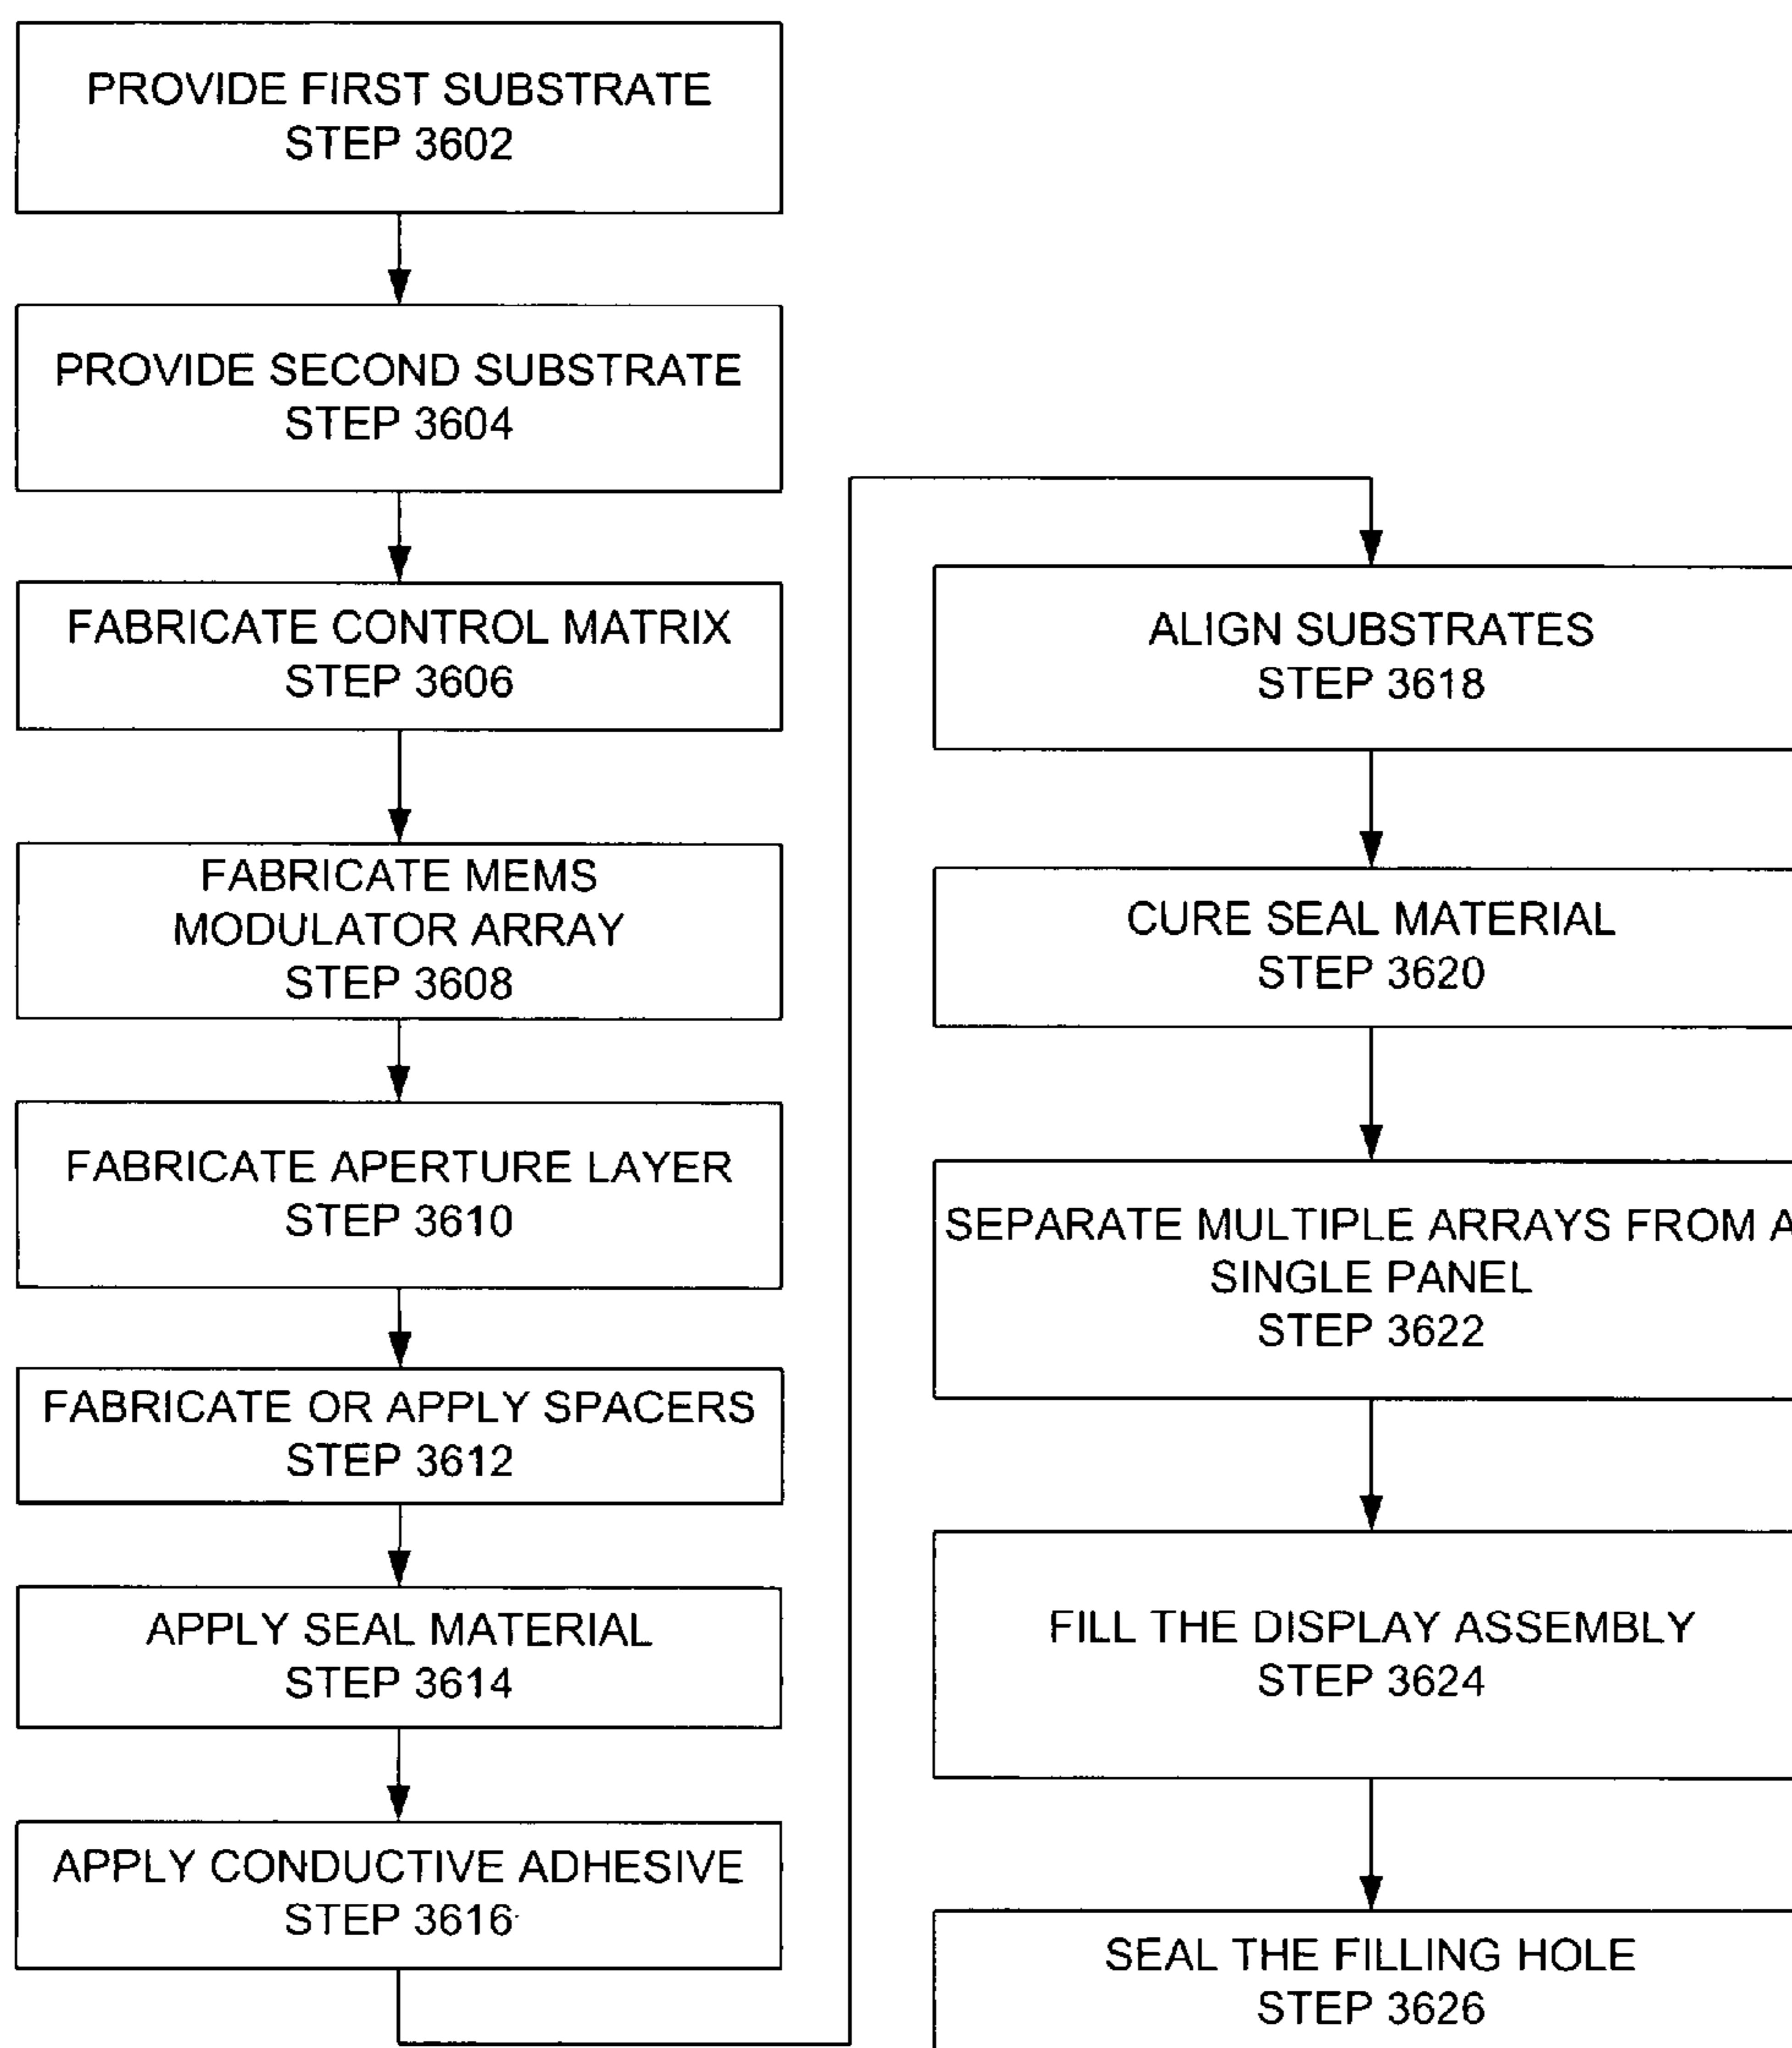 PROVIDE FIRST SUBSTRATE
STEP 3602
PROVIDE SECOND SUBSTRATE
STEP 3604
FABRICATE CONTROL MATRIX
STEP 3606
FABRICATE MEMS
MODULATOR ARRAY
STEP 3608
FABRICATE APERTURE LAYER
STEP 3610
FABRICATE OR APPLY SPACERS
STEP 3612
APPLY SEAL MATERIAL
STEP 3614
APPLY CONDUCTIVE ADHESIVE
STEP 3616
ALIGN SUBSTRATES
STEP 3618
CURE SEAL MATERIAL
STEP 3620
SEPARATE MULTIPLE ARRAYS FROM A
SINGLE PANEL
STEP 3622
FILL THE DISPLAY ASSEMBLY
STEP 3624
SEAL THE FILLING HOLE
STEP 3626